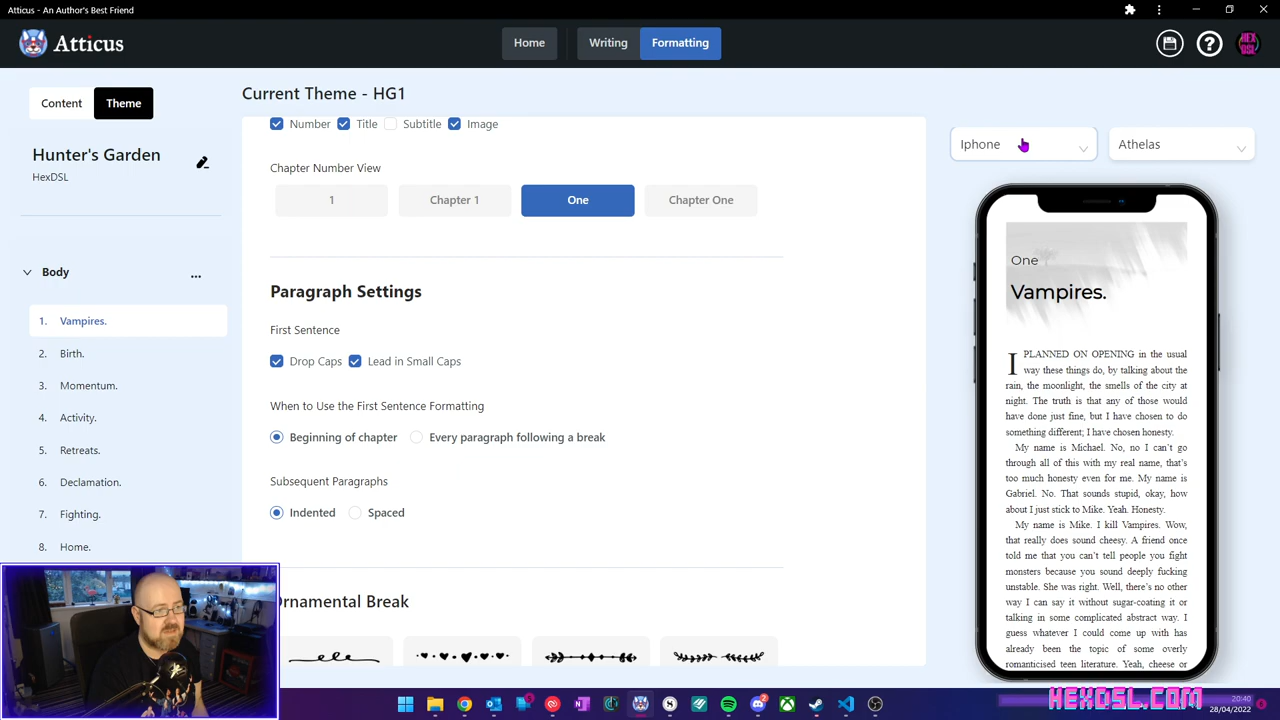 Atticus - An Author's Best Friend
Atticus
Home
Writing
Formatting
HEX
DSL
Content
Theme
Current Theme - HG1
Hunter's Garden
HexDSL
Body
...
1. Vampires.
2. Birth.
3. Momentum.
4. Activity.
5. Retreats.
6. Declamation.
7. Fighting.
8. Home.
Number
Title
Subtitle
Image
Chapter Number View
1
Chapter 1
One
Chapter One
Paragraph Settings
First Sentence
Drop Caps
Lead in Small Caps
When to Use the First Sentence Formatting
Beginning of chapter
Every paragraph following a break
Subsequent Paragraphs
Indented
Spaced
Ornamental Break
Iphone
Athelas
One
Vampires.
I PLANNED ON OPENING in the usual
way these things do, by talking about the
rain, the moonlight, the smells of the city at
night. The truth is that any of those would
have done just fine, but I have chosen to do
something different; I have chosen honesty.
My name is Michael. No, no I can't go
through all of this with my real name, that's
too much honesty even for me. My name is
Gabriel. No. That sounds stupid, okay, how
about I just stick to Mike. Yeah. Honesty.
My name is Mike. I kill Vampires. Wow,
that really does sound cheesy. A friend once
told me that you can't tell people you fight
monsters because you sound deeply fucking
unstable. She was right. Well, there's no other
way I can say it without sugar-coating it or
talking in some complicated abstract way. I
guess whatever I could come up with has
already been the topic of some overly
romanticised teen literature. Yeah, cheese or
HEXDSL.COM
20:40
28/04/2022